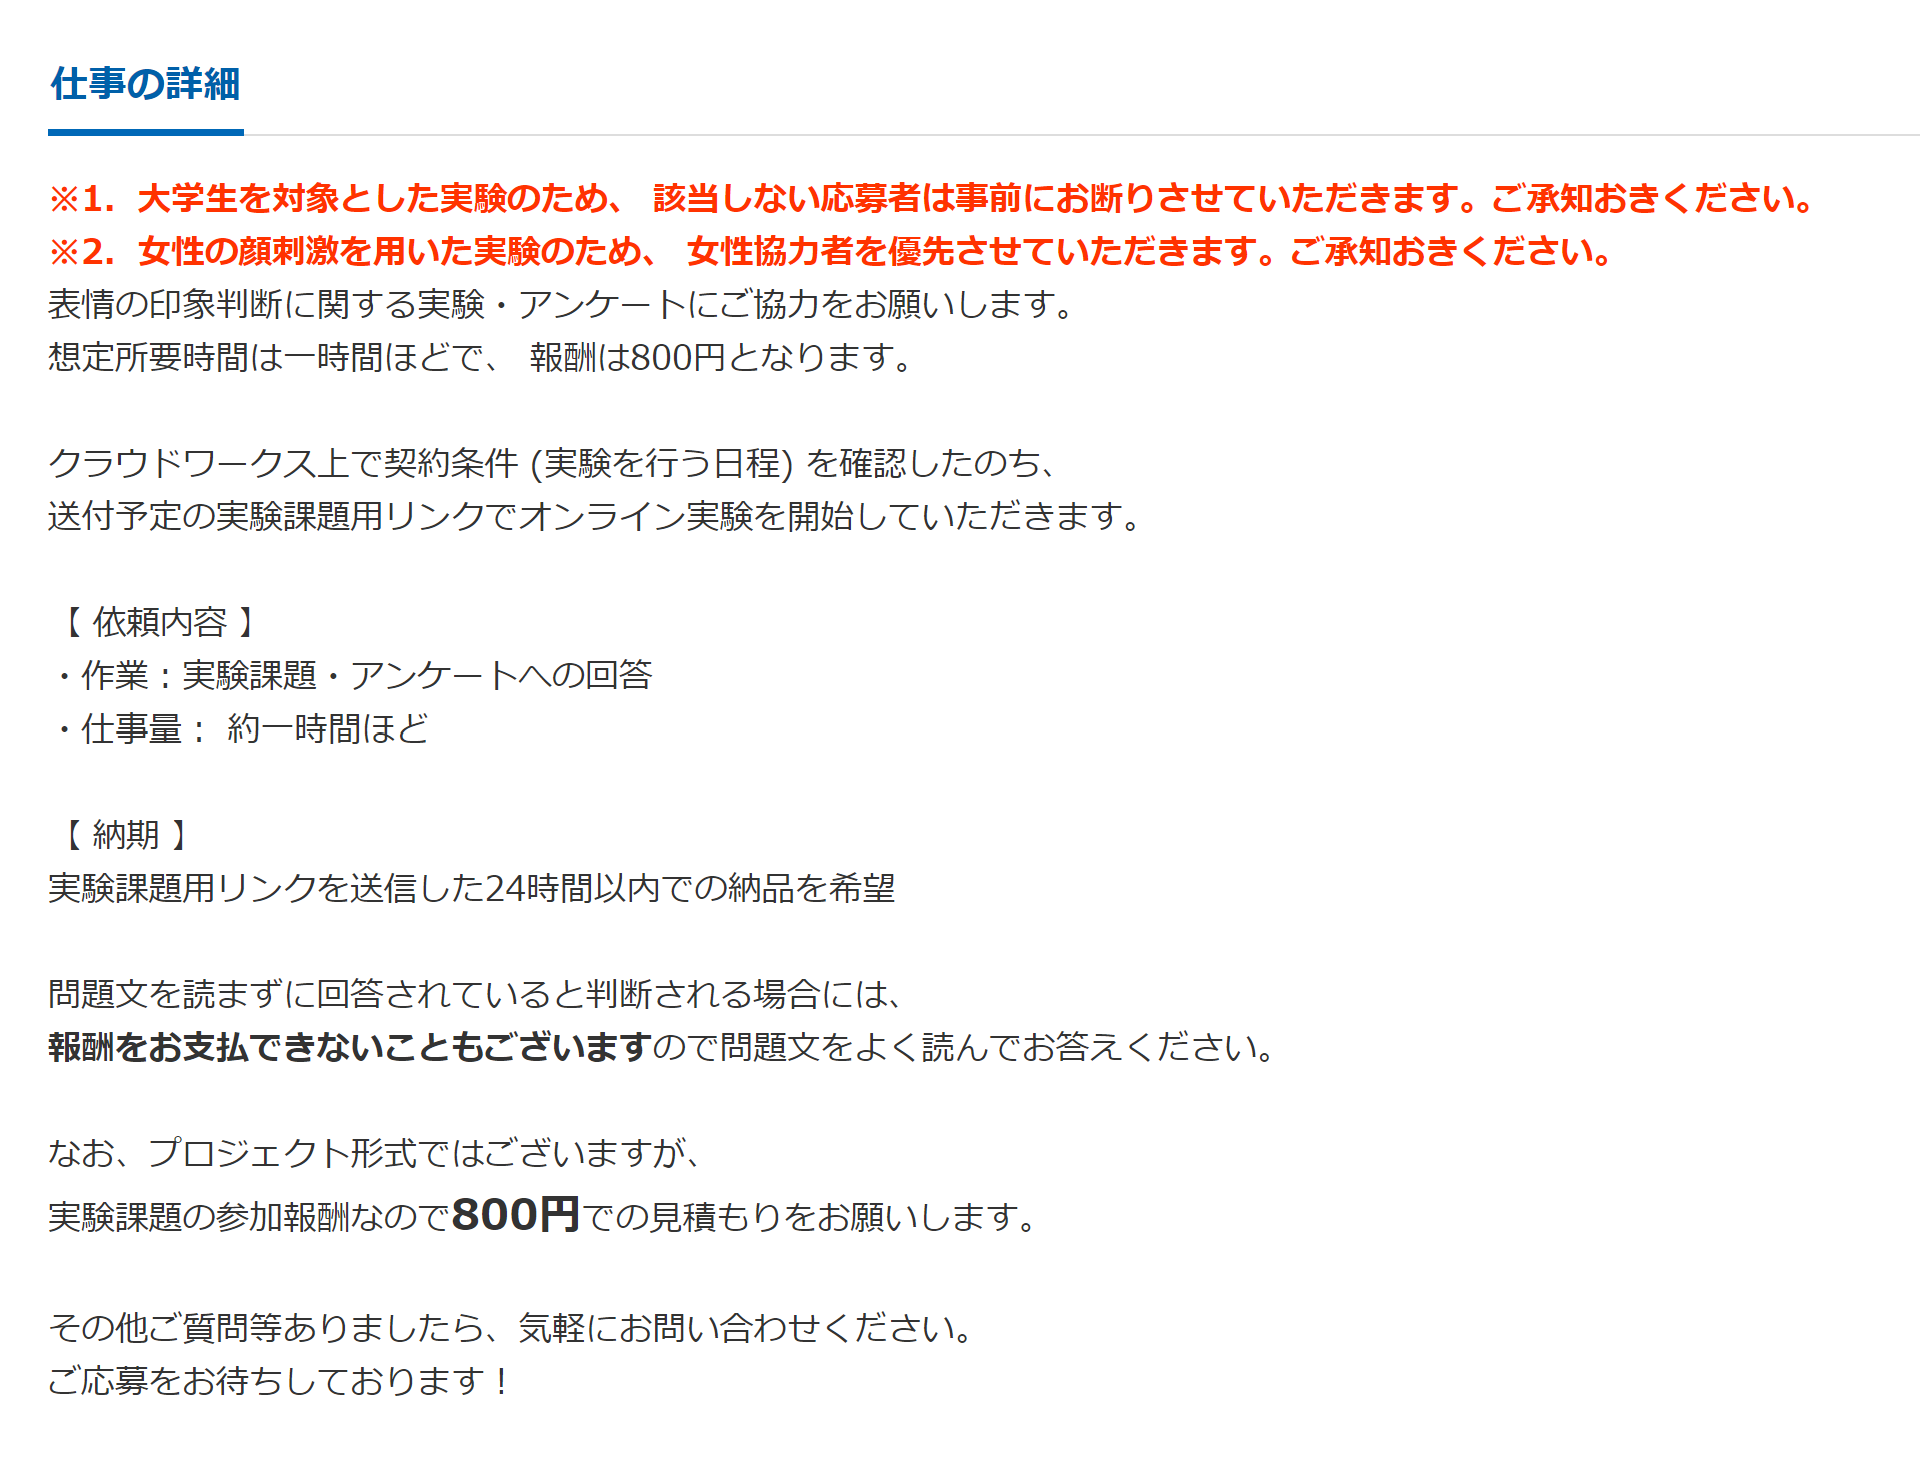 仕事の詳細
※1. 大学生を対象とした実験のため、 該当しない応募者は事前にお断りさせていただきます。ご承知おきください。
※2. 女性の顔刺激を用いた実験のため、 女性協力者を優先させていただきます。ご承知おきください。
表情の印象判断に関する実験・アンケートにご協力をお願いします。
想定所要時間は一時間ほどで、 報酬は800円となります。
クラウドワークス上で契約条件 (実験を行う日程) を確認したのち、
送付予定の実験課題用リンクでオンライン実験を開始していただきます。
【 依頼内容 】
・作業：実験課題・アンケートへの回答
・仕事量： 約一時間ほど
【 納期 】
実験課題用リンクを送信した24時間以内での納品を希望
問題文を読まずに回答されていると判断される場合には、
報酬をお支払できないこともございますので問題文をよく読んでお答えください。
なお、プロジェクト形式ではございますが、
実験課題の参加報酬なので800円での見積もりをお願いします。
その他ご質問等ありましたら、気軽にお問い合わせください。
ご応募をお待ちしております！